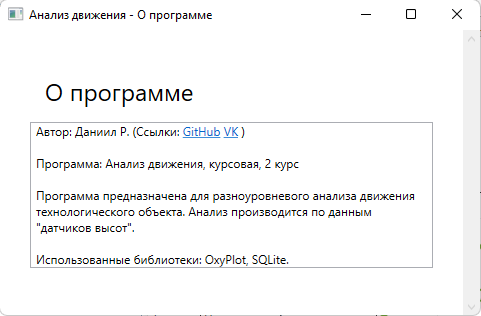 Анализ движения - О программе
О программе
Автор: Даниил Р. (Ссылки: GitHub VK )
Программа: Анализ движения, курсовая, 2 курс
Программа предназначена для разноуровневого анализа движения
технологического объекта. Анализ производится по данным
"датчиков высот".
Использованные библиотеки: OxyPlot, SQLite.